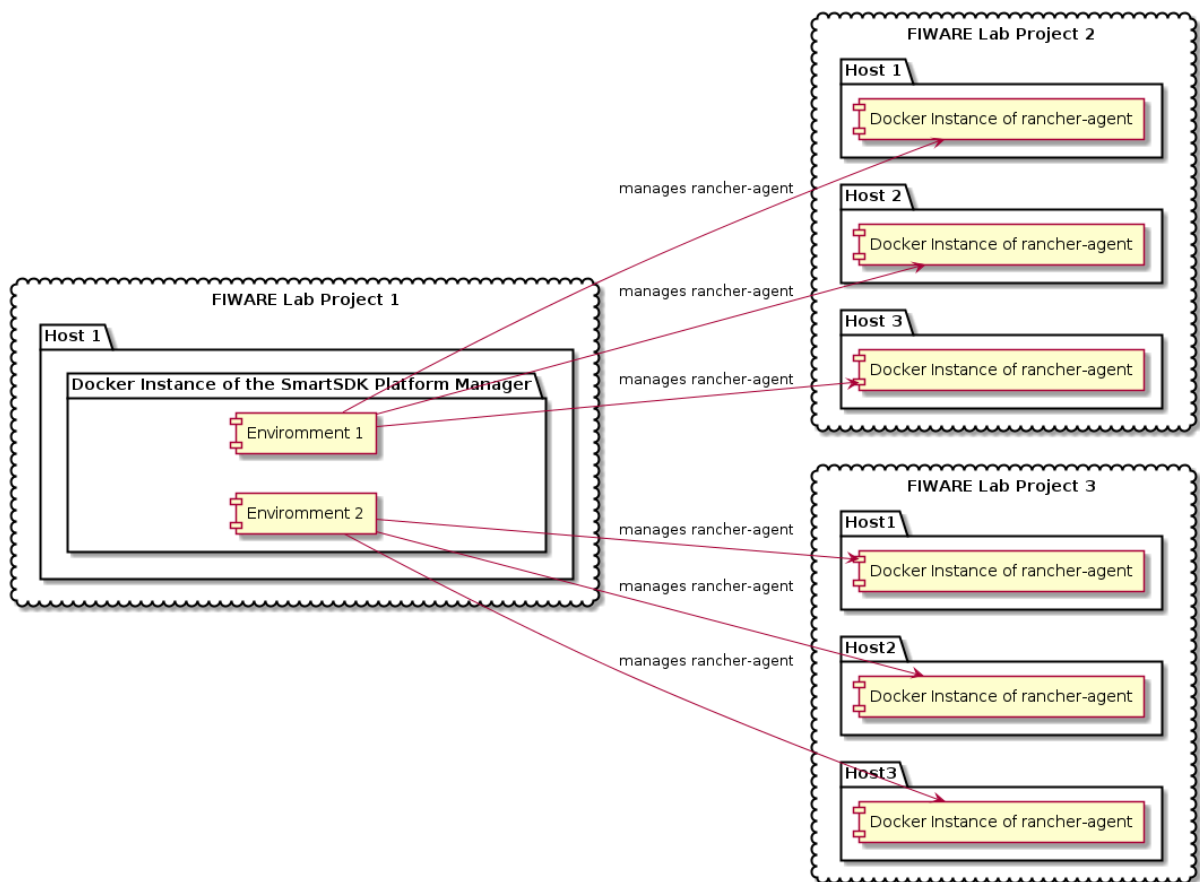 FIWARE Lab Project 1
Host 1
Docker Instance of the SmartSDK Platform Manager
Enviromment 1
Enviromment 2
manages rancher-agent
manages rancher-agent
manages rancher-agent
manages rancher-agent
manages rancher-agent
manages rancher-agent
FIWARE Lab Project 2
Host 1
Docker Instance of rancher-agent
Host 2
Docker Instance of rancher-agent
Host 3
Docker Instance of rancher-agent
FIWARE Lab Project 3
Host1
Docker Instance of rancher-agent
Host2
Docker Instance of rancher-agent
Host3
Docker Instance of rancher-agent